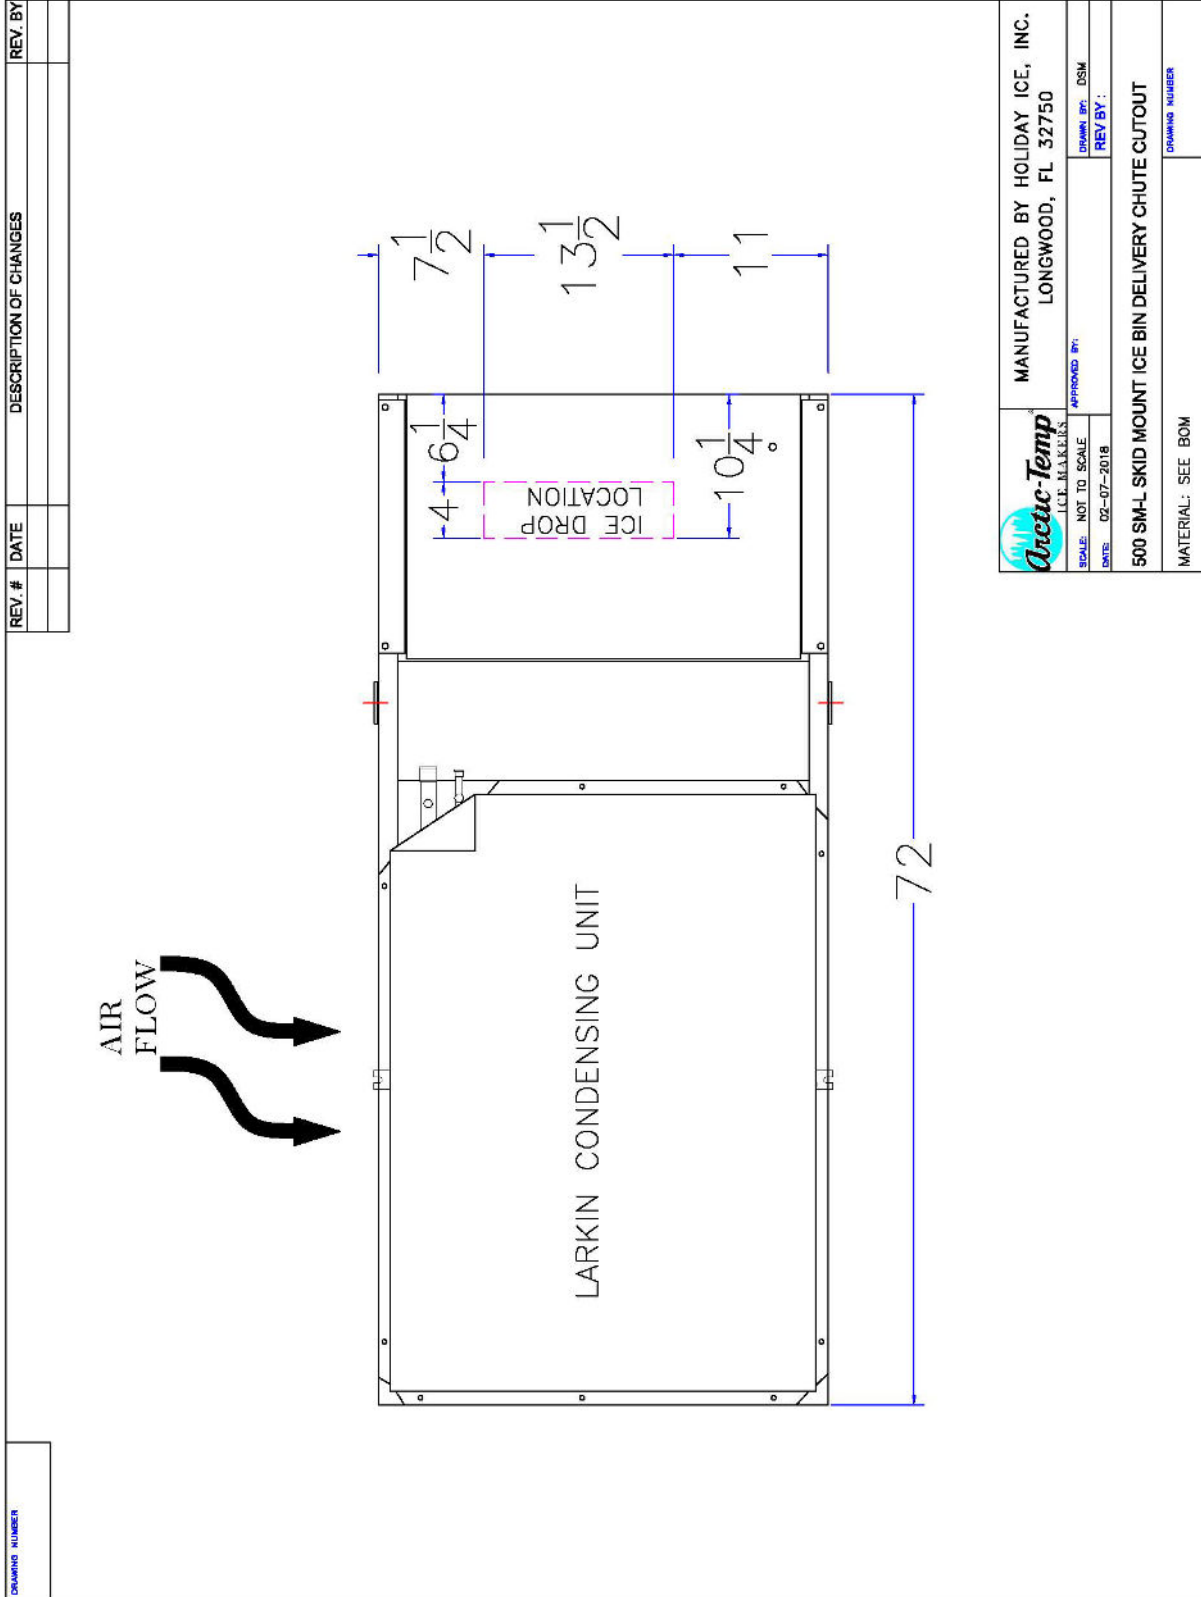 DRAWING NUMBER
REV. # DATE DESCRIPTION OF CHANGES REV. BY
AIR
FLOW
7 1/2
13 1/2
11
4
6 1/4
ICE DROP
LOCATION
10 1/4
LARKIN CONDENSING UNIT
72
Arctic-Temp
ICE MAKERS
MANUFACTURED BY HOLIDAY ICE, INC.
LONGWOOD, FL 32750
SCALE: NOT TO SCALE
APPROVED BY:
DRAWN BY: DSM
DATE: 02-07-2018
REV BY :
500 SM-L SKID MOUNT ICE BIN DELIVERY CHUTE CUTOUT
MATERIAL: SEE BOM
DRAWING NUMBER